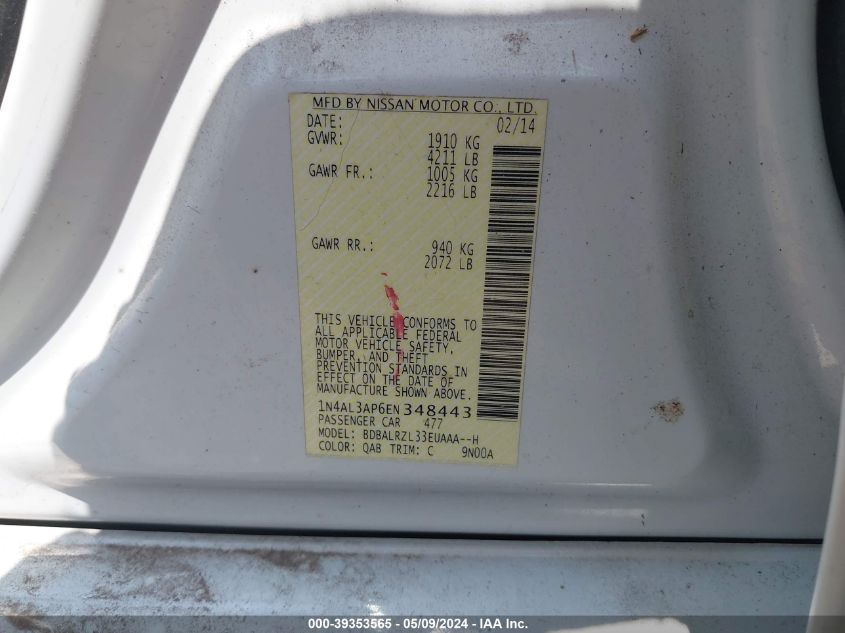 MFD BY NISSAN MOTOR CO., LTD.
DATE: 02/14
GVWR: 1910 KG
4211 LB
GAWR FR.: 1005 KG
2216 LB
GAWR RR.: 940 KG
2072 LB
THIS VEHICLE CONFORMS TO
ALL APPLICABLE FEDERAL
MOTOR VEHICLE SAFETY,
BUMPER, AND THEFT
PREVENTION STANDARDS IN
EFFECT ON THE DATE OF
MANUFACTURE SHOWN ABOVE.
1N4AL3AP6EN348443
PASSENGER CAR 477
MODEL: BDBALRZL33EUAAA--H
COLOR: QAB TRIM: C 9N00A
000-39353565 - 05/09/2024 - IAA Inc.